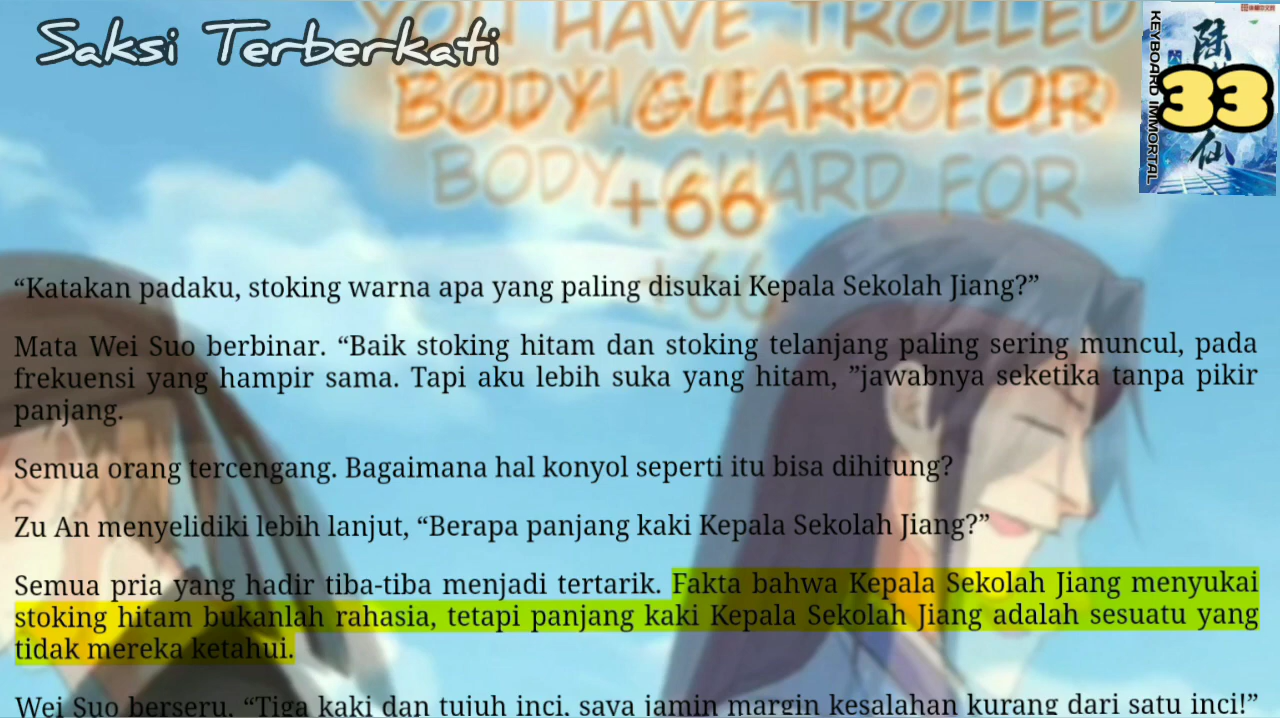 Saksi Terberkati
YOU HAVE TROLLED
BODY GUARD FOR
BODY GUARD FOR
+66
+66
KEYBOARD IMMORTAL
陆
仙
33
“Katakan padaku, stoking warna apa yang paling disukai Kepala Sekolah Jiang?”
Mata Wei Suo berbinar. “Baik stoking hitam dan stoking telanjang paling sering muncul, pada
frekuensi yang hampir sama. Tapi aku lebih suka yang hitam, ”jawabnya seketika tanpa pikir
panjang.
Semua orang tercengang. Bagaimana hal konyol seperti itu bisa dihitung?
Zu An menyelidiki lebih lanjut, “Berapa panjang kaki Kepala Sekolah Jiang?”
Semua pria yang hadir tiba-tiba menjadi tertarik. Fakta bahwa Kepala Sekolah Jiang menyukai
stoking hitam bukanlah rahasia, tetapi panjang kaki Kepala Sekolah Jiang adalah sesuatu yang
tidak mereka ketahui.
Wei Suo berseru, “Tiga kaki dan tujuh inci, saya jamin margin kesalahan kurang dari satu inci!”